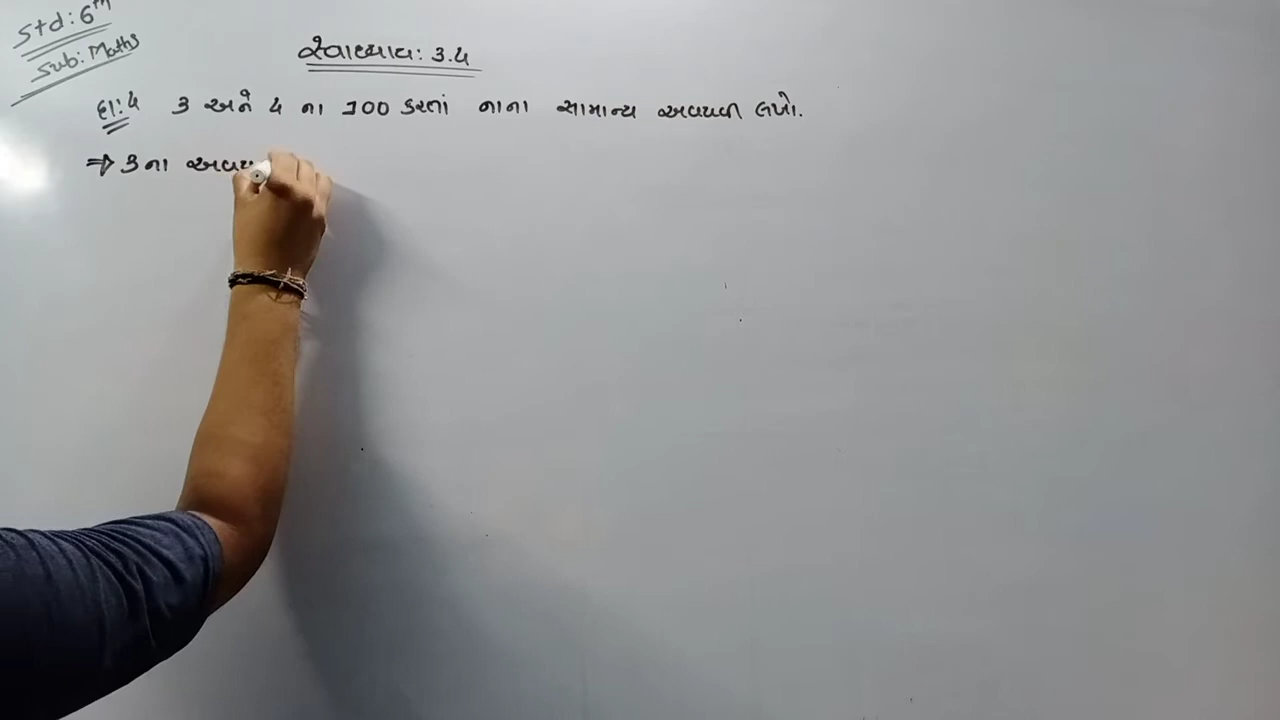 Std: 6th
Sub: Maths
સ્વાધ્યાય: 3.4
દા:4 3 અને 4 ના 100 કરતાં નાના સામાન્ય અવયવી લખો.
⇒ 3 ના